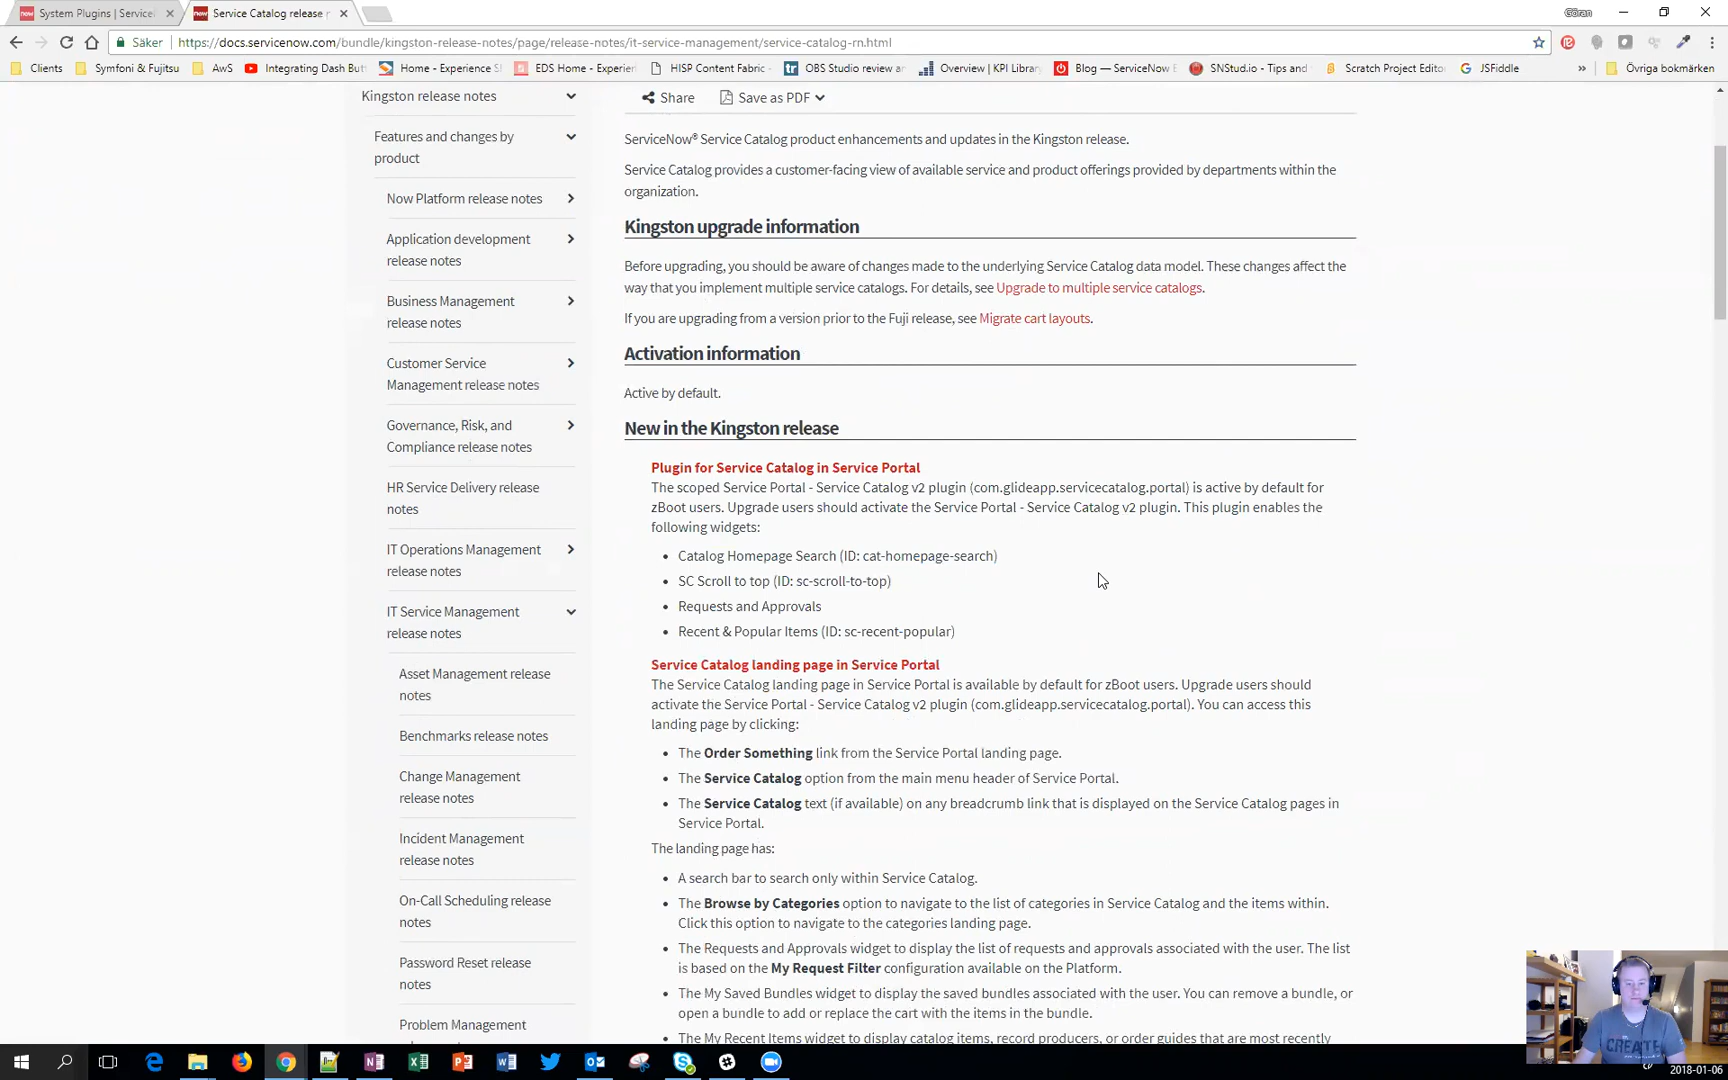 System Plugins | Servicel
Service Catalog release
Göran
Säker
https://docs.servicenow.com/bundle/kingston-release-notes/page/release-notes/it-service-management/service-catalog-rn.html
Clients
Symfoni & Fujitsu
AwS
Integrating Dash Butt
Home - Experience S
EDS Home - Experien
HISP Content Fabric
OBS Studio review an
Overview | KPI Library
Blog — ServiceNow E
SNStud.io - Tips and
Scratch Project Editor
JSFiddle
»
Övriga bokmärken
Kingston release notes
Features and changes by
product
Now Platform release notes
Application development
release notes
Business Management
release notes
Customer Service
Management release notes
Governance, Risk, and
Compliance release notes
HR Service Delivery release
notes
IT Operations Management
release notes
IT Service Management
release notes
Asset Management release
notes
Benchmarks release notes
Change Management
release notes
Incident Management
release notes
On-Call Scheduling release
notes
Password Reset release
notes
Problem Management
Share
Save as PDF
ServiceNow® Service Catalog product enhancements and updates in the Kingston release.
Service Catalog provides a customer-facing view of available service and product offerings provided by departments within the
organization.
Kingston upgrade information
Before upgrading, you should be aware of changes made to the underlying Service Catalog data model. These changes affect the
way that you implement multiple service catalogs. For details, see Upgrade to multiple service catalogs.
If you are upgrading from a version prior to the Fuji release, see Migrate cart layouts.
Activation information
Active by default.
New in the Kingston release
Plugin for Service Catalog in Service Portal
The scoped Service Portal - Service Catalog v2 plugin (com.glideapp.servicecatalog.portal) is active by default for
zBoot users. Upgrade users should activate the Service Portal - Service Catalog v2 plugin. This plugin enables the
following widgets:
• Catalog Homepage Search (ID: cat-homepage-search)
• SC Scroll to top (ID: sc-scroll-to-top)
• Requests and Approvals
• Recent & Popular Items (ID: sc-recent-popular)
Service Catalog landing page in Service Portal
The Service Catalog landing page in Service Portal is available by default for zBoot users. Upgrade users should
activate the Service Portal - Service Catalog v2 plugin (com.glideapp.servicecatalog.portal). You can access this
landing page by clicking:
• The Order Something link from the Service Portal landing page.
• The Service Catalog option from the main menu header of Service Portal.
• The Service Catalog text (if available) on any breadcrumb link that is displayed on the Service Catalog pages in
Service Portal.
The landing page has:
• A search bar to search only within Service Catalog.
• The Browse by Categories option to navigate to the list of categories in Service Catalog and the items within.
Click this option to navigate to the categories landing page.
• The Requests and Approvals widget to display the list of requests and approvals associated with the user. The list
is based on the My Request Filter configuration available on the Platform.
• The My Saved Bundles widget to display the saved bundles associated with the user. You can remove a bundle, or
open a bundle to add or replace the cart with the items in the bundle.
• The My Recent Items widget to display catalog items, record producers, or order guides that are most recently
CREATE
2018-01-06